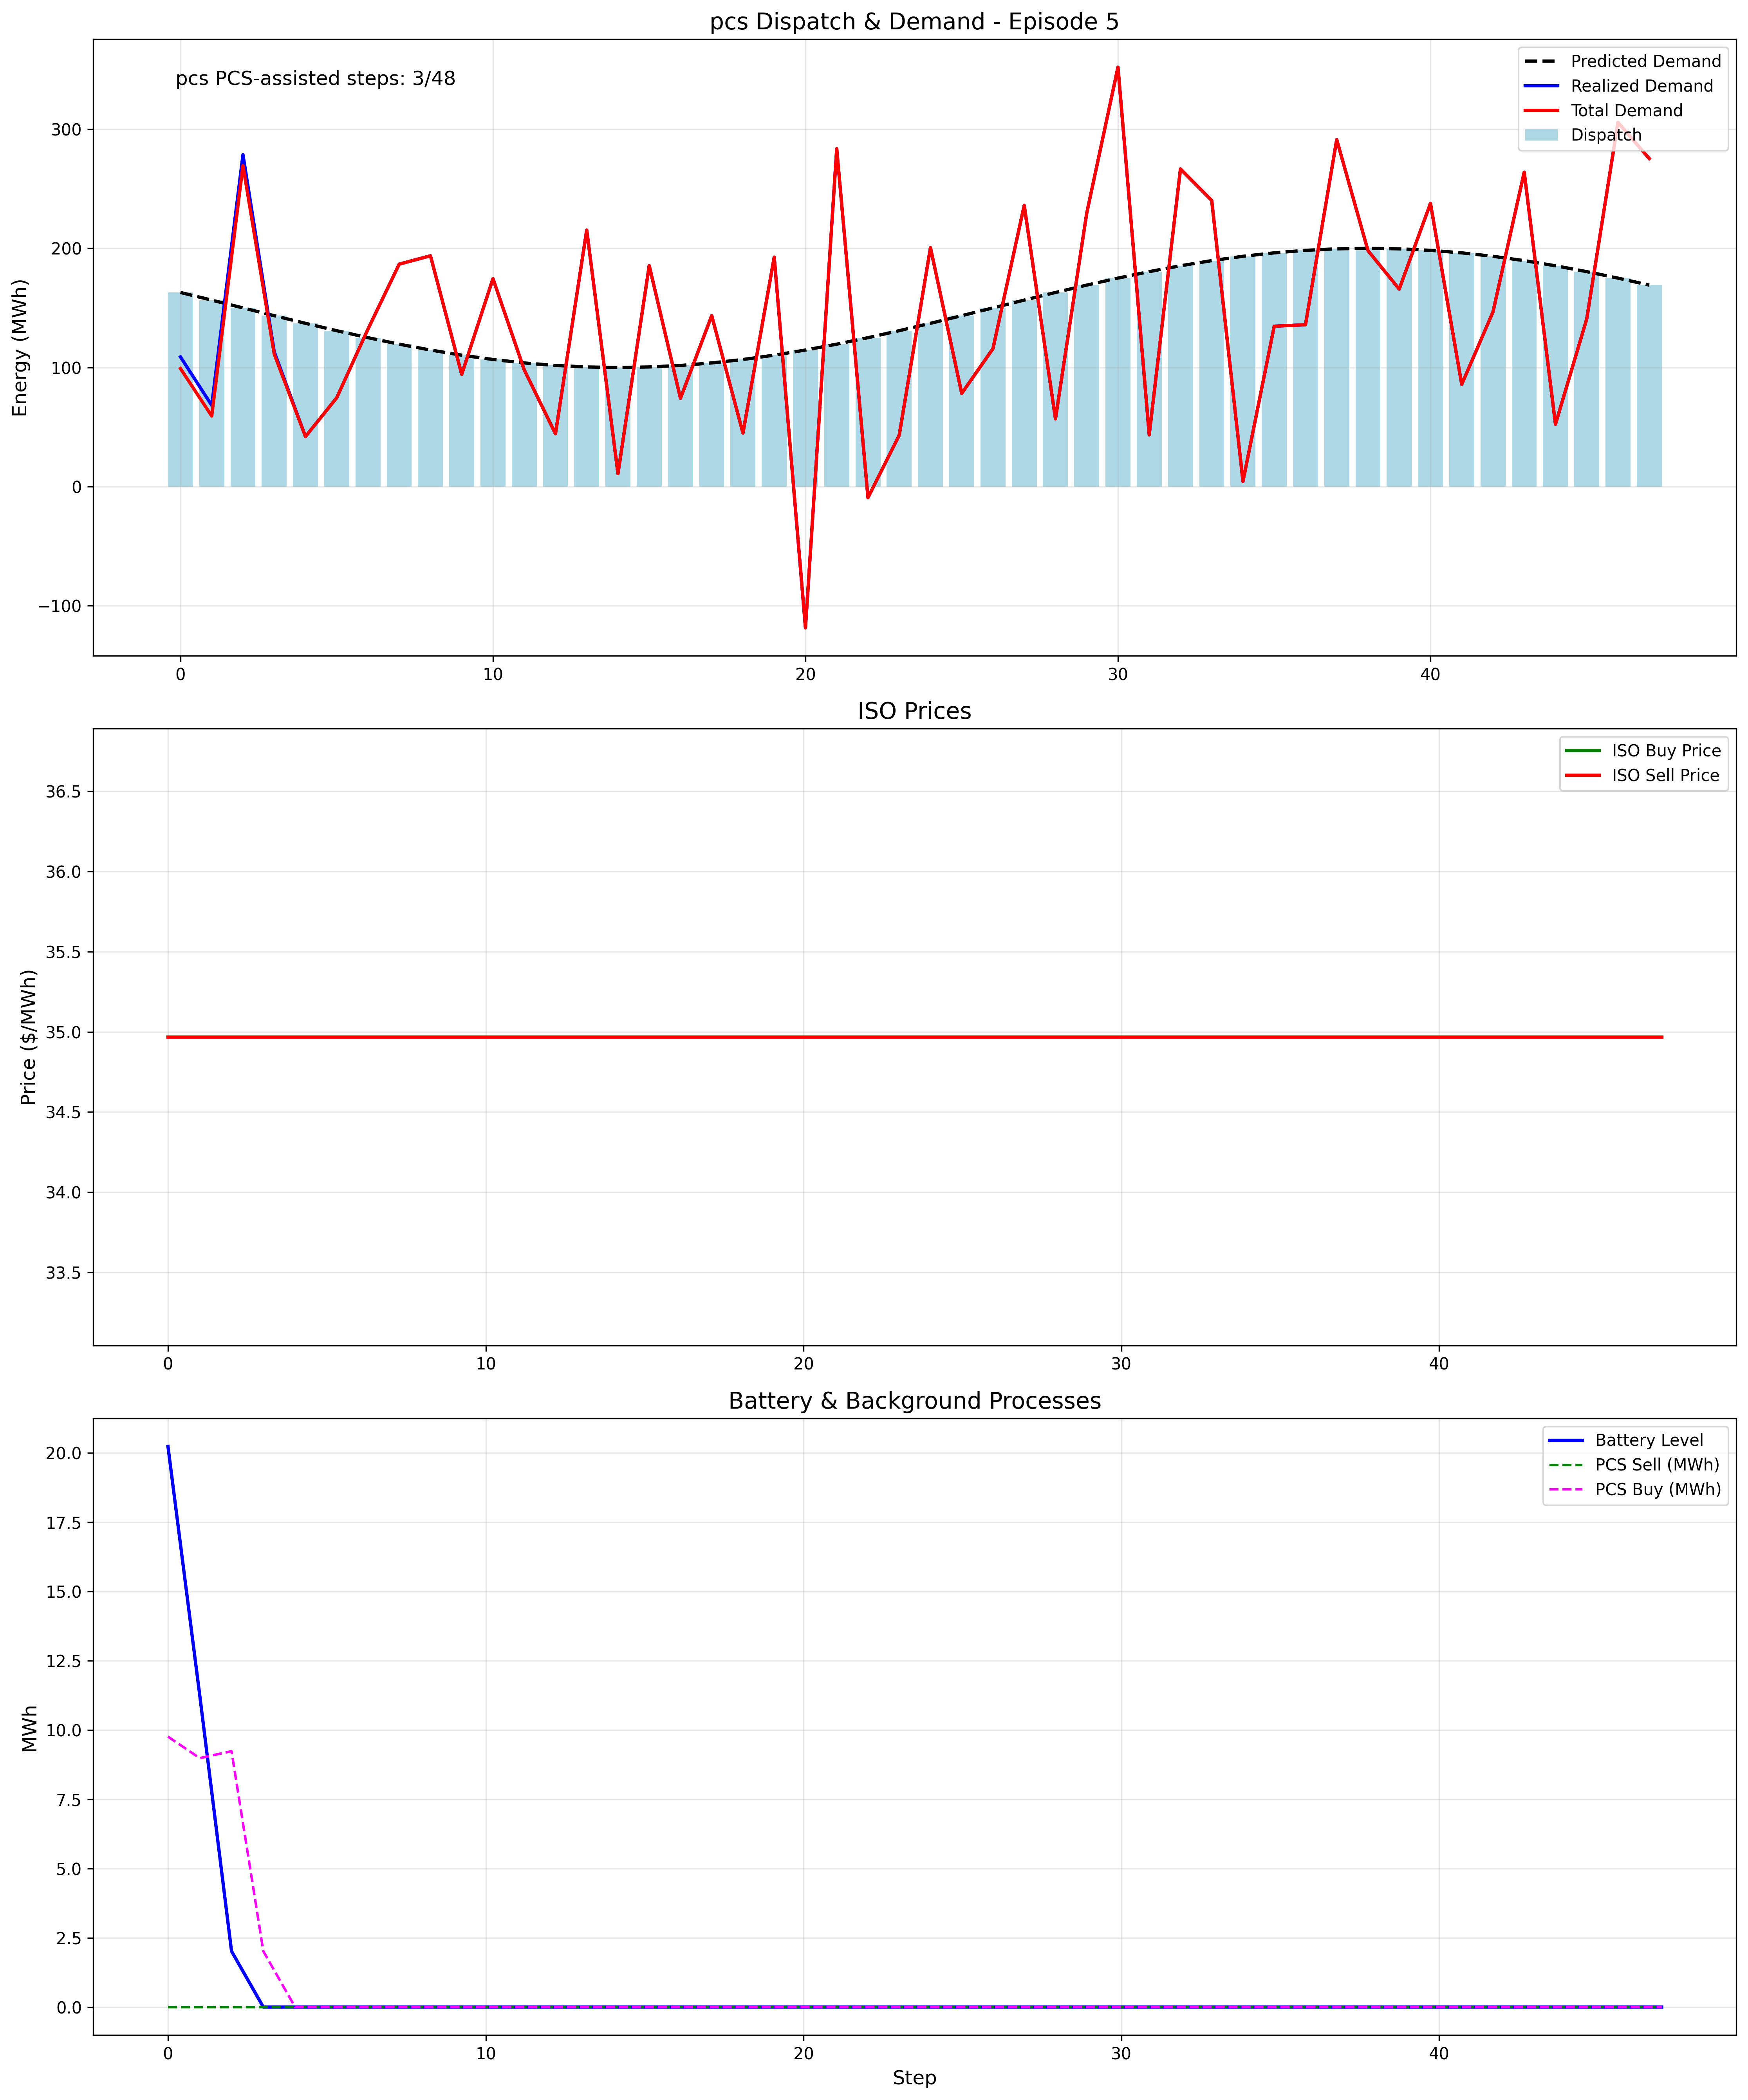 pcs Dispatch & Demand - Episode 5
pcs PCS-assisted steps: 3/48
Predicted Demand
Realized Demand
Total Demand
Dispatch
Energy (MWh)
300
200
100
0
−100
0 10 20 30 40
ISO Prices
ISO Buy Price
ISO Sell Price
Price ($/MWh)
36.5
36.0
35.5
35.0
34.5
34.0
33.5
0 10 20 30 40
Battery & Background Processes
Battery Level
PCS Sell (MWh)
PCS Buy (MWh)
MWh
20.0
17.5
15.0
12.5
10.0
7.5
5.0
2.5
0.0
0 10 20 30 40
Step